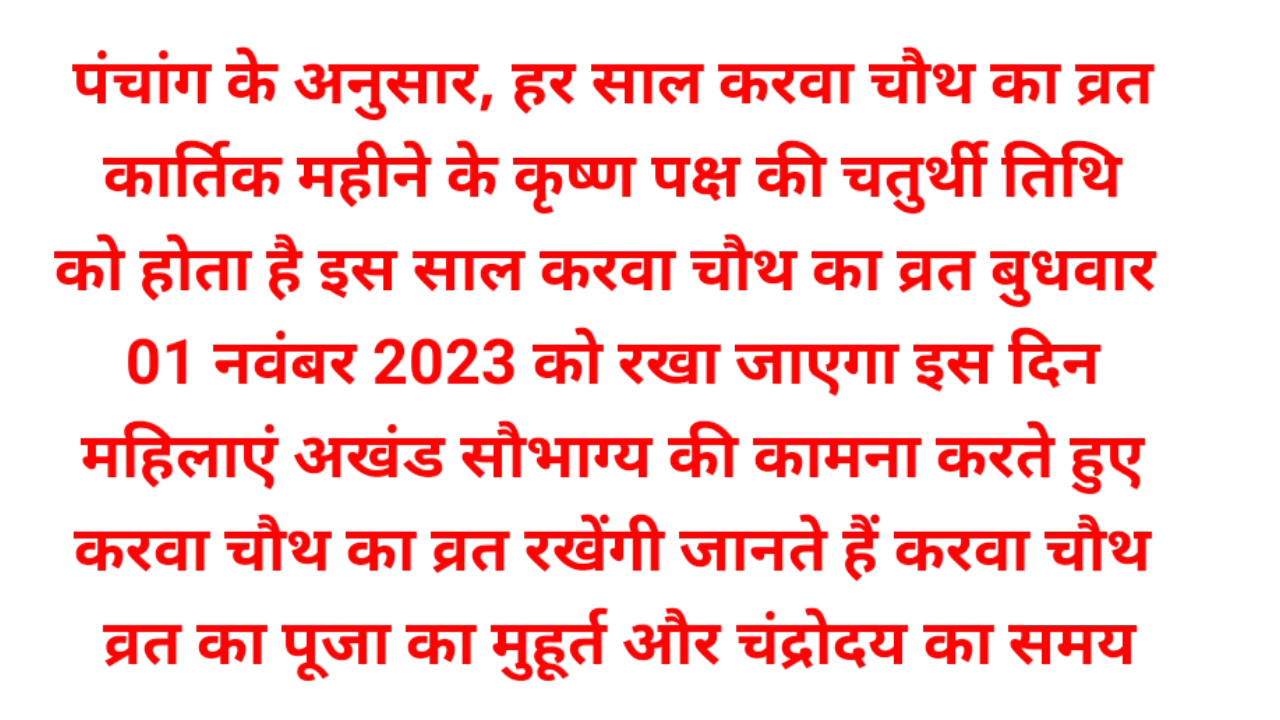 पंचांग के अनुसार, हर साल करवा चौथ का व्रत
कार्तिक महीने के कृष्ण पक्ष की चतुर्थी तिथि
को होता है इस साल करवा चौथ का व्रत बुधवार
01 नवंबर 2023 को रखा जाएगा इस दिन
महिलाएं अखंड सौभाग्य की कामना करते हुए
करवा चौथ का व्रत रखेंगी जानते हैं करवा चौथ
व्रत का पूजा का मुहूर्त और चंद्रोदय का समय